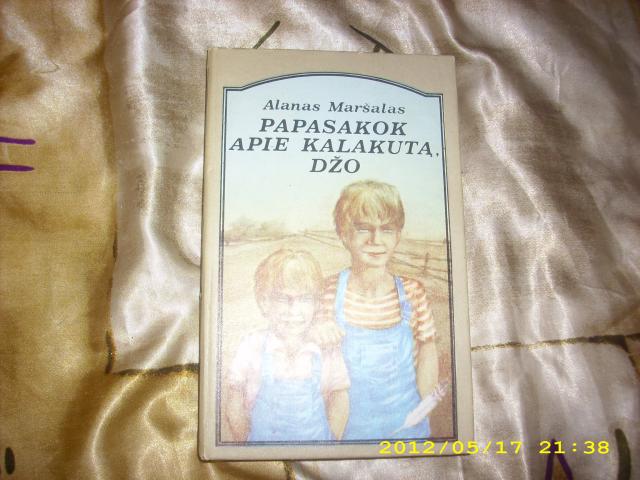 Alanas Maršalas
PAPASAKOK
APIE KALAKUTĄ,
DŽO
2012/05/17 21:38